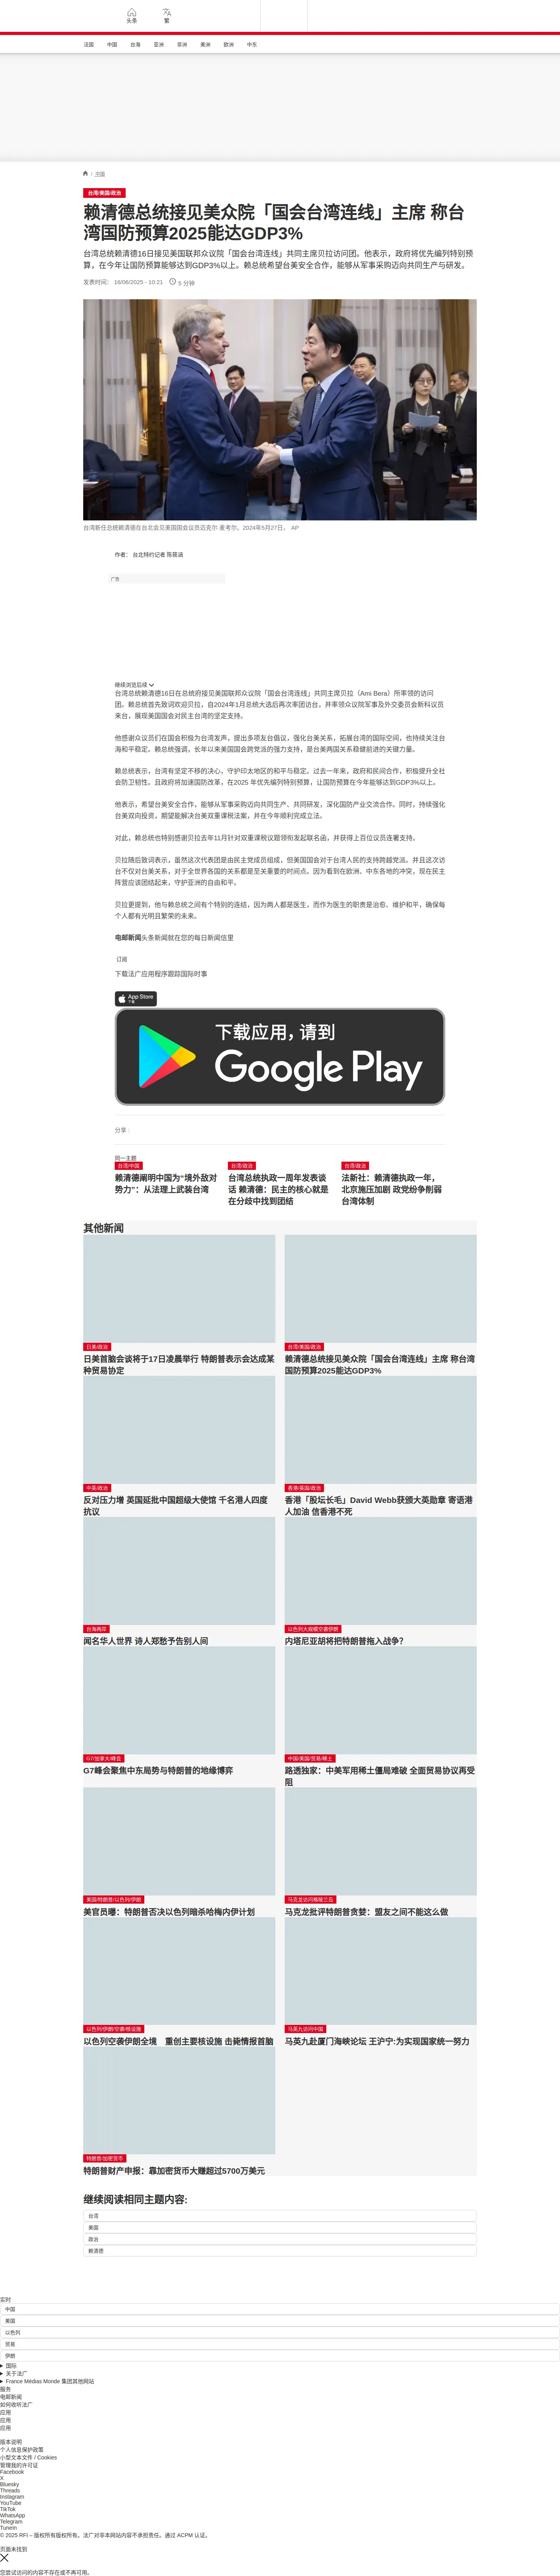 头条
繁
法国 中国 台海 亚洲 非洲 美洲 欧洲 中东
/ 中国
台湾/美国/政治
赖清德总统接见美众院「国会台湾连线」主席 称台
湾国防预算2025能达GDP3%
台湾总统赖清德16日接见美国联邦众议院「国会台湾连线」共同主席贝拉访问团。他表示，政府将优先编列特别预
算，在今年让国防预算能够达到GDP3%以上。赖总统希望台美安全合作，能够从军事采购迈向共同生产与研发。
发表时间： 16/06/2025 - 10:21 5 分钟
台湾新任总统赖清德在台北会见美国国会议员迈克尔 麦考尔。2024年5月27日， AP
作者： 台北特约记者 陈筱涵
广告
继续浏览后续
台湾总统赖清德16日在总统府接见美国联邦众议院「国会台湾连线」共同主席贝拉（Ami Bera）所率领的访问
团。赖总统首先致词欢迎贝拉，自2024年1月总统大选后再次率团访台，并率领众议院军事及外交委员会新科议员
来台，展现美国国会对民主台湾的坚定支持。
他感谢众议员们在国会积极为台湾发声，提出多项友台倡议，强化台美关系，拓展台湾的国际空间，也持续关注台
海和平稳定。赖总统强调，长年以来美国国会跨党派的强力支持，是台美两国关系稳健前进的关键力量。
赖总统表示，台湾有坚定不移的决心，守护印太地区的和平与稳定。过去一年来，政府和民间合作，积极提升全社
会防卫韧性。且政府将加速国防改革，在2025 年优先编列特别预算，让国防预算在今年能够达到GDP3%以上。
他表示，希望台美安全合作，能够从军事采购迈向共同生产、共同研发，深化国防产业交流合作。同时，持续强化
台美双向投资，期望能解决台美双重课税法案，并在今年顺利完成立法。
对此，赖总统也特别感谢贝拉去年11月针对双重课税议题领衔发起联名函，并获得上百位议员连署支持。
贝拉随后致词表示，虽然这次代表团是由民主党成员组成，但美国国会对于台湾人民的支持跨越党派。并且这次访
台不仅对台美关系，对于全世界各国的关系都是至关重要的时间点。因为看到在欧洲、中东各地的冲突，现在民主
阵营应该团结起来，守护亚洲的自由和平。
贝拉更提到，他与赖总统之间有个特别的连结，因为两人都是医生，而作为医生的职责是治愈、维护和平，确保每
个人都有光明且繁荣的未来。
电邮新闻头条新闻就在您的每日新闻信里
订阅
下载法广应用程序跟踪国际时事
App Store
下载
下载应用，请到
Google Play
分享 :
同一主题
台湾/中国
赖清德阐明中国为“境外敌对
势力”：从法理上武装台湾
台湾/政治
台湾总统执政一周年发表谈
话 赖清德：民主的核心就是
在分歧中找到团结
台湾/政治
法新社：赖清德执政一年，
北京施压加剧 政党纷争削弱
台湾体制
其他新闻
日美/政治
日美首脑会谈将于17日凌晨举行 特朗普表示会达成某
种贸易协定
台湾/美国/政治
赖清德总统接见美众院「国会台湾连线」主席 称台湾
国防预算2025能达GDP3%
中英/政治
反对压力增 英国延批中国超级大使馆 千名港人四度
抗议
香港/英国/政治
香港「股坛长毛」David Webb获颁大英勋章 寄语港
人加油 信香港不死
台海两岸
闻名华人世界 诗人郑愁予告别人间
以色列大规模空袭伊朗
内塔尼亚胡将把特朗普拖入战争？
G7/加拿大/峰会
G7峰会聚焦中东局势与特朗普的地缘博弈
中国/美国/贸易/稀土
路透独家：中美军用稀土僵局难破 全面贸易协议再受
阻
美国/特朗普/以色列/伊朗
美官员曝：特朗普否决以色列暗杀哈梅内伊计划
马克龙访问格陵兰岛
马克龙批评特朗普贪婪：盟友之间不能这么做
以色列/伊朗/空袭/核设施
以色列空袭伊朗全境 重创主要核设施 击毙情报首脑
马英九访问中国
马英九赴厦门海峡论坛 王沪宁:为实现国家统一努力
特朗普/加密货币
特朗普财产申报：靠加密货币大赚超过5700万美元
继续阅读相同主题内容:
台湾
美国
政治
赖清德
实时
中国
美国
以色列
贸易
伊朗
国际
关于法广
France Médias Monde 集团其他网站
服务
电邮新闻
如何收听法广
应用
应用
应用
版本说明
个人信息保护政策
小型文本文件 / Cookies
管理我的许可证
Facebook
X
Bluesky
Threads
Instagram
YouTube
TikTok
WhatsApp
Telegram
TuneIn
© 2025 RFI – 版权所有版权所有。法广对非本网站内容不承担责任。通过 ACPM 认证。
页面未找到
您尝试访问的内容不存在或不再可用。